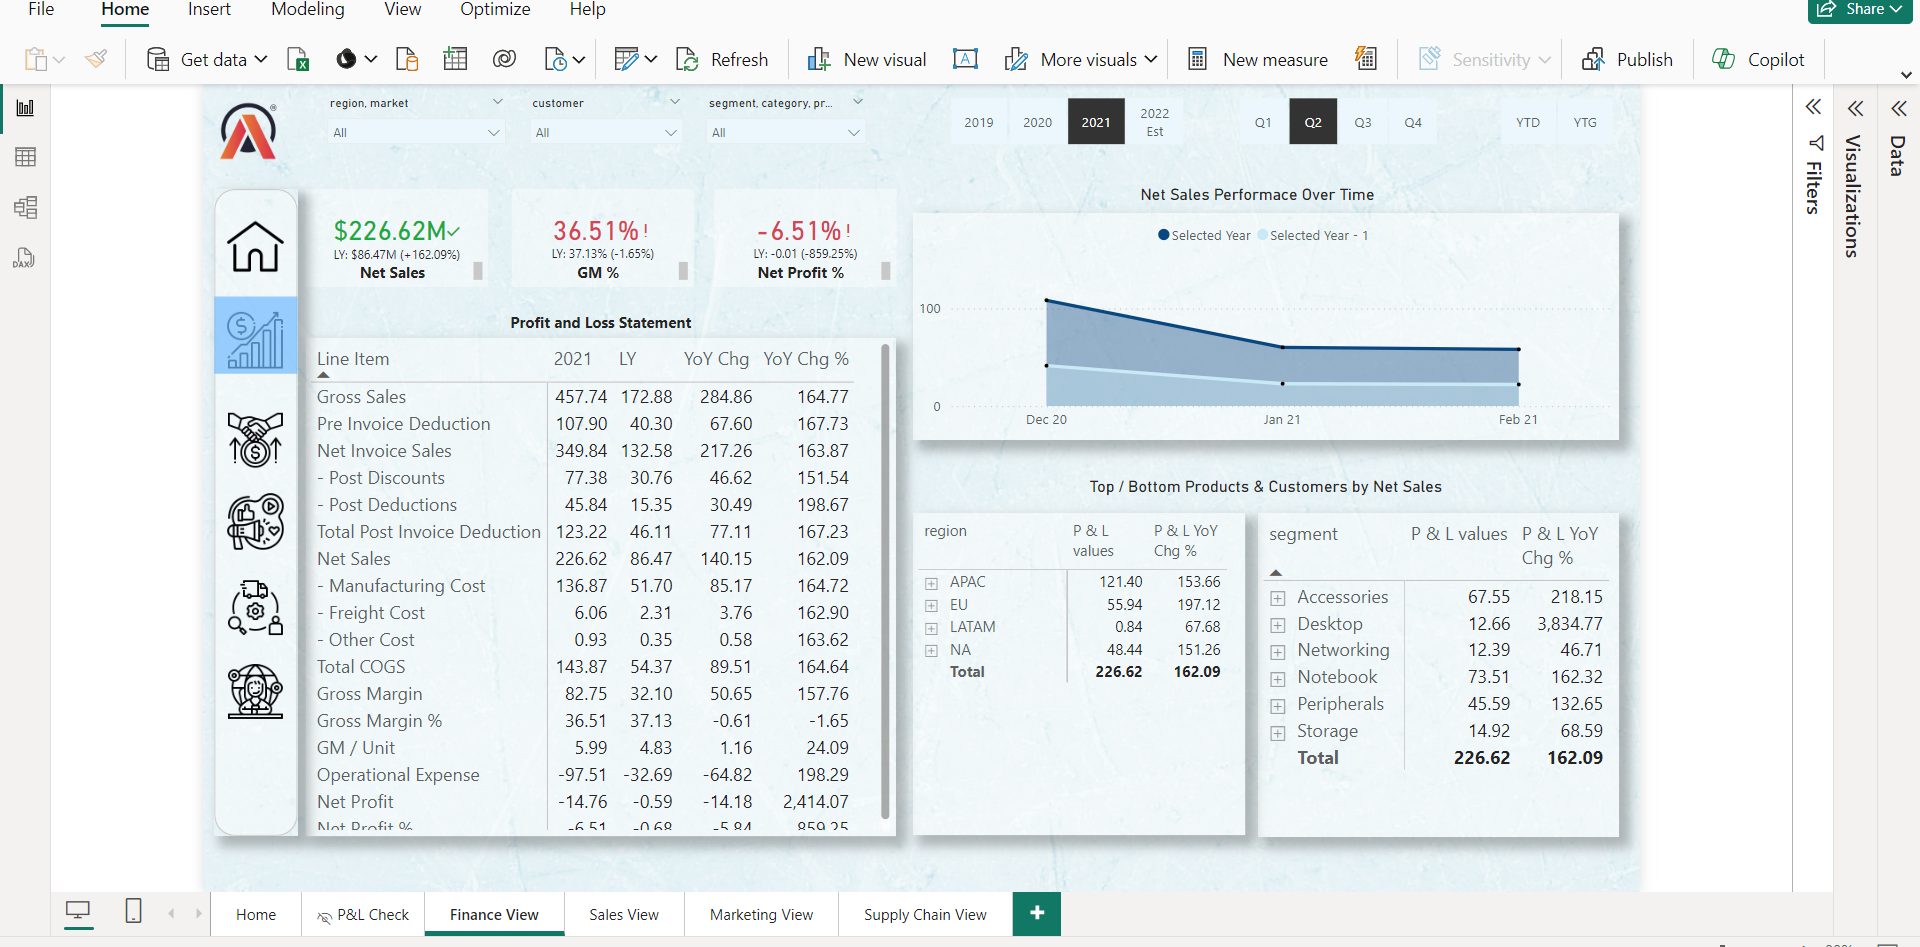 File Home Insert Modeling View Optimize Help
Share
Get data
Refresh
New visual
A
More visuals
New measure
Sensitivity
Publish
Copilot
DAX
region, market
All
customer
All
segment, category, pr...
All
2019 2020 2021 2022 Est
Q1 Q2 Q3 Q4
YTD YTG
Filters
Visualizations
Data
$226.62M
LY: $86.47M (+162.09%)
Net Sales
36.51% !
LY: 37.13% (-1.65%)
GM %
-6.51% !
LY: -0.01 (-859.25%)
Net Profit %
Net Sales Performace Over Time
Selected Year Selected Year - 1
100
0
Dec 20 Jan 21 Feb 21
Profit and Loss Statement
Line Item 2021 LY YoY Chg YoY Chg %
Gross Sales 457.74 172.88 284.86 164.77
Pre Invoice Deduction 107.90 40.30 67.60 167.73
Net Invoice Sales 349.84 132.58 217.26 163.87
- Post Discounts 77.38 30.76 46.62 151.54
- Post Deductions 45.84 15.35 30.49 198.67
Total Post Invoice Deduction 123.22 46.11 77.11 167.23
Net Sales 226.62 86.47 140.15 162.09
- Manufacturing Cost 136.87 51.70 85.17 164.72
- Freight Cost 6.06 2.31 3.76 162.90
- Other Cost 0.93 0.35 0.58 163.62
Total COGS 143.87 54.37 89.51 164.64
Gross Margin 82.75 32.10 50.65 157.76
Gross Margin % 36.51 37.13 -0.61 -1.65
GM / Unit 5.99 4.83 1.16 24.09
Operational Expense -97.51 -32.69 -64.82 198.29
Net Profit -14.76 -0.59 -14.18 2,414.07
Net Profit % -6.51 -0.68 -5.84 859.25
Top / Bottom Products & Customers by Net Sales
region P & L values P & L YoY Chg %
APAC 121.40 153.66
EU 55.94 197.12
LATAM 0.84 67.68
NA 48.44 151.26
Total 226.62 162.09
segment P & L values P & L YoY Chg %
Accessories 67.55 218.15
Desktop 12.66 3,834.77
Networking 12.39 46.71
Notebook 73.51 162.32
Peripherals 45.59 132.65
Storage 14.92 68.59
Total 226.62 162.09
Home P&L Check Finance View Sales View Marketing View Supply Chain View +